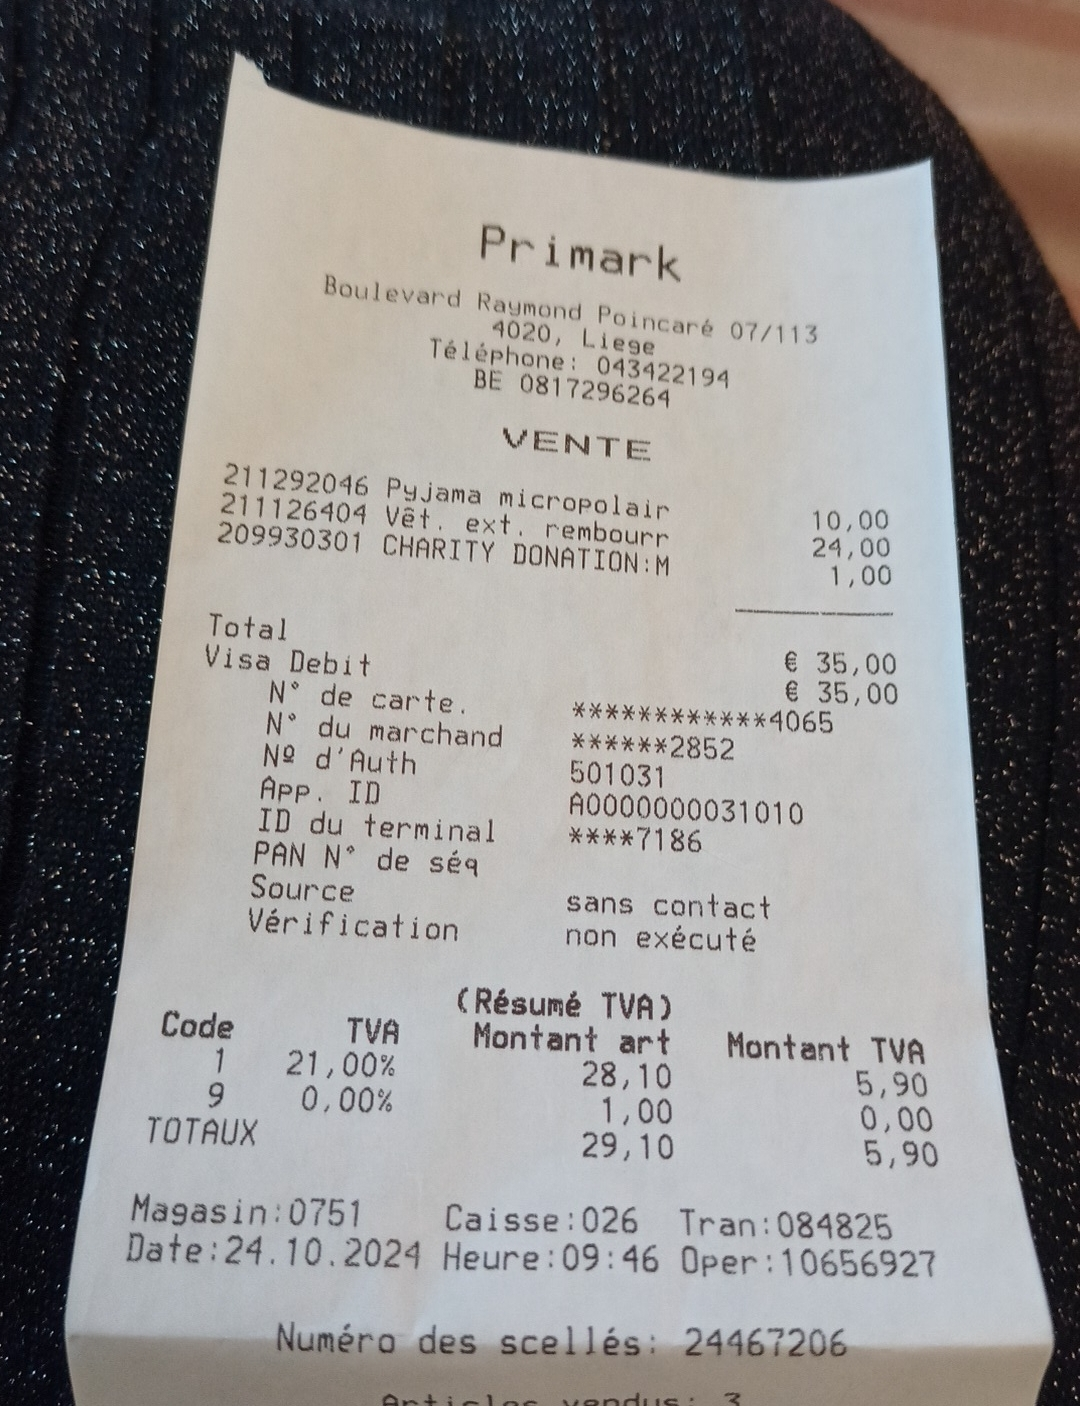 Primark
Boulevard Raymond Poincaré 07/113
4020, Liege
Téléphone: 043422194
BE 0817296264
VENTE
211292046 Pyjama micropolair 10,00
211126404 Vêt. ext. rembourr 24,00
209930301 CHARITY DONATION:M 1,00
Total € 35,00
Visa Debit € 35,00
N° de carte. ************4065
N° du marchand ******2852
Nº d'Auth 501031
App. ID A0000000031010
ID du terminal ****7186
PAN N° de séq
Source sans contact
Vérification non exécuté
(Résumé TVA)
Code TVA Montant art Montant TVA
1 21,00% 28,10 5,90
9 0,00% 1,00 0,00
TOTAUX 29,10 5,90
Magasin:0751 Caisse:026 Tran:084825
Date:24.10.2024 Heure:09:46 Oper:10656927
Numéro des scellés: 24467206
Articles vendus: 3